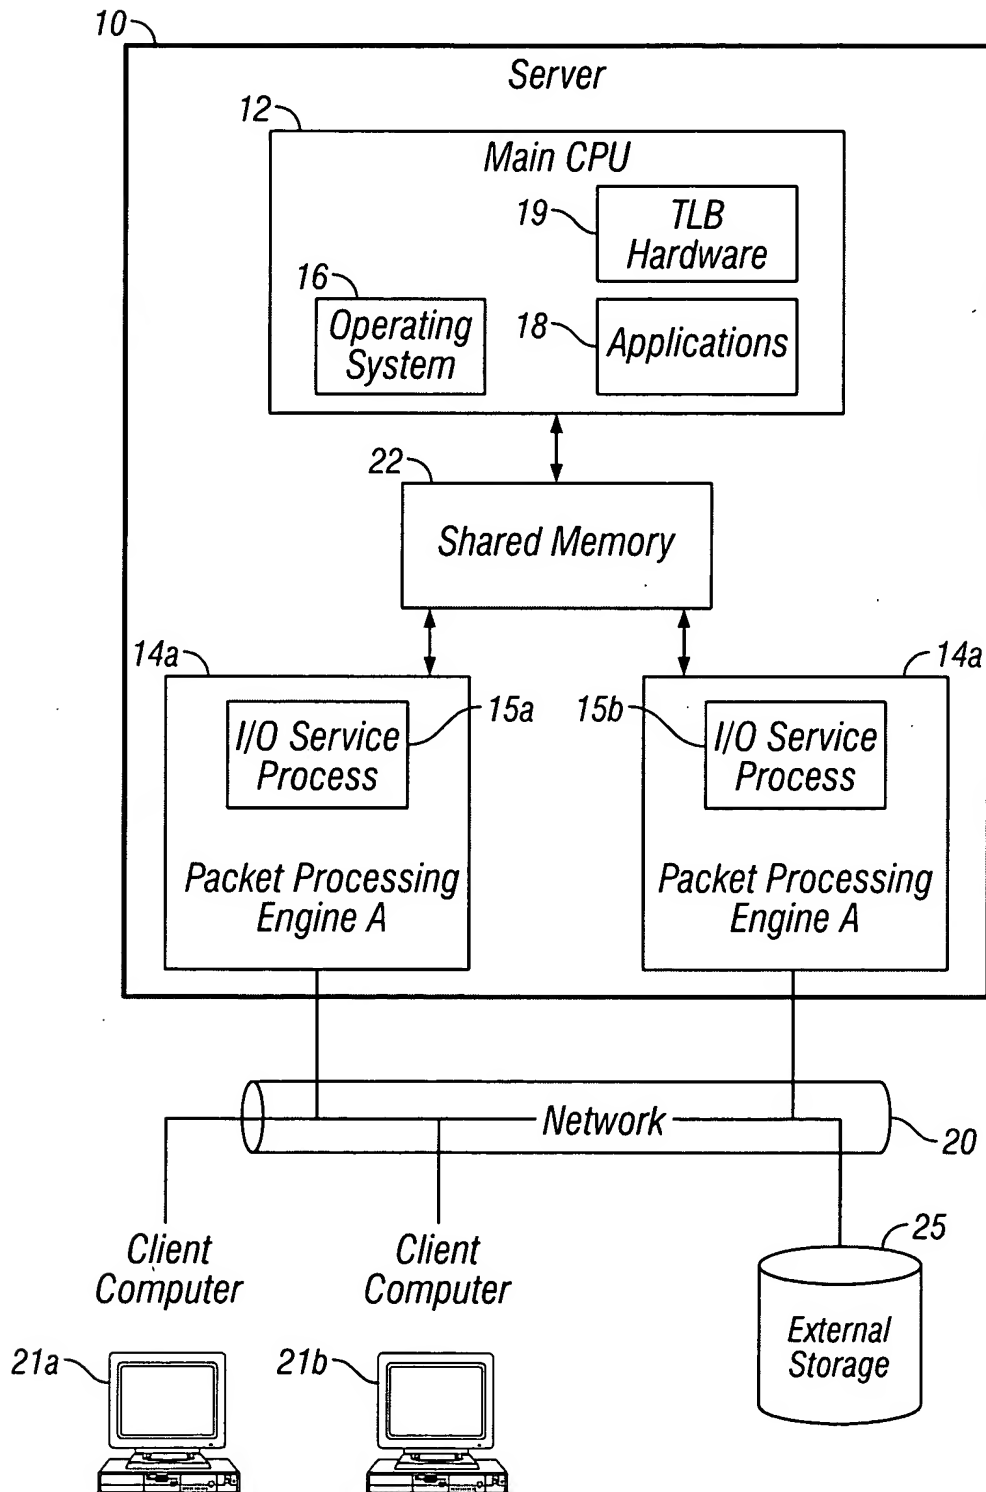 10
Server
12
Main CPU
19
TLB
Hardware
16
Operating
System
18
Applications
22
Shared Memory
14a
14a
I/O Service
Process
15a
15b
I/O Service
Process
Packet Processing
Engine A
Packet Processing
Engine A
Network
20
Client
Computer
Client
Computer
25
External
Storage
21a
21b